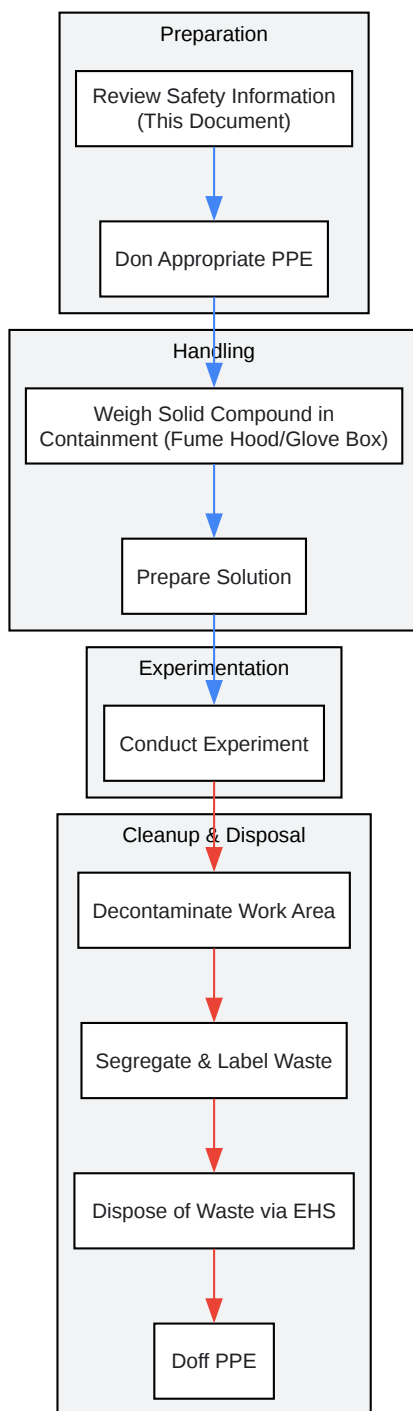 Preparation
Review Safety Information
(This Document)
Don Appropriate PPE
Handling
Weigh Solid Compound in
Containment (Fume Hood/Glove Box)
Prepare Solution
Experimentation
Conduct Experiment
Cleanup & Disposal
Decontaminate Work Area
Segregate & Label Waste
Dispose of Waste via EHS
Doff PPE